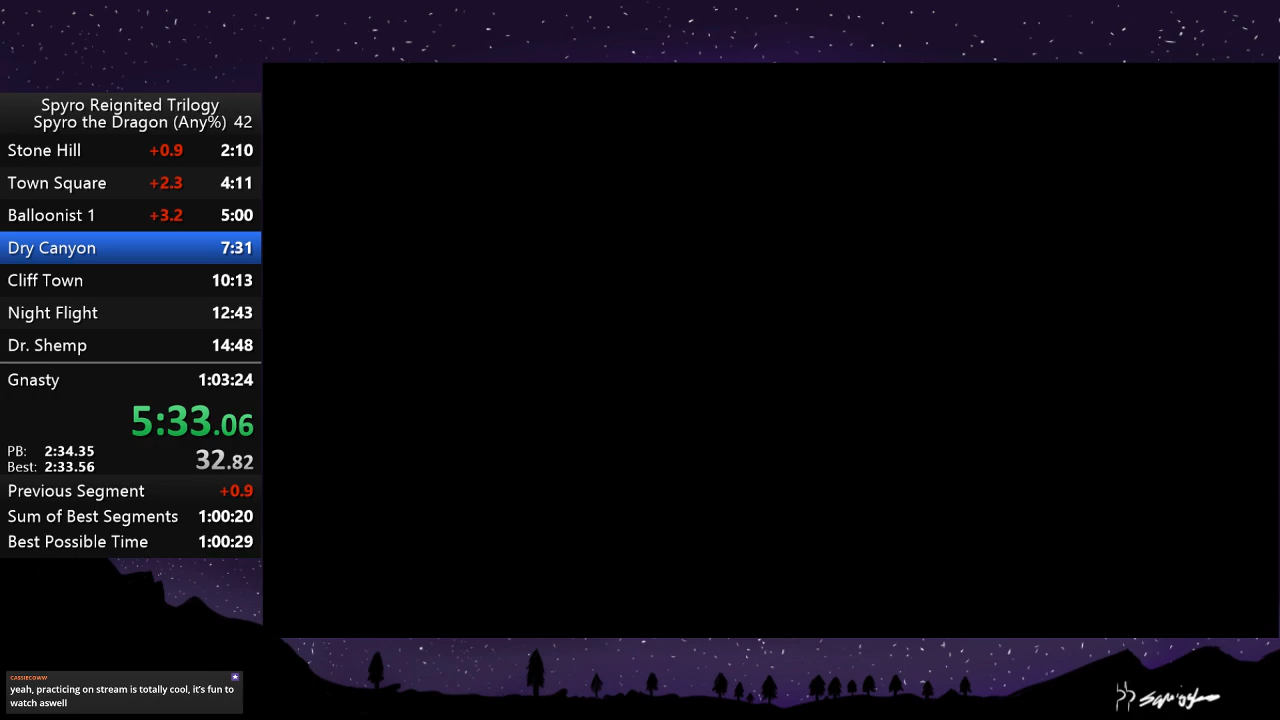 Spyro Reignited Trilogy
Spyro the Dragon (Any%) 42
Stone Hill +0.9 2:10
Town Square +2.3 4:11
Balloonist 1 +3.2 5:00
Dry Canyon 7:31
Cliff Town 10:13
Night Flight 12:43
Dr. Shemp 14:48
Gnasty 1:03:24
5:33.06
PB: 2:34.35
Best: 2:33.56
32.82
Previous Segment +0.9
Sum of Best Segments 1:00:20
Best Possible Time 1:00:29
CASSIECOWW
yeah, practicing on stream is totally cool, it's fun to
watch aswell